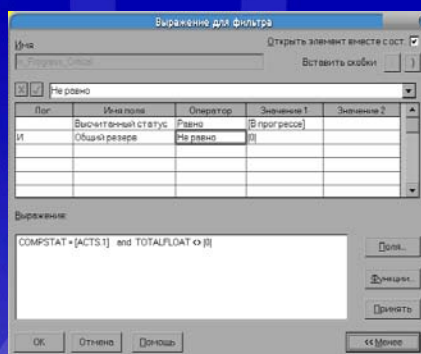 Выражение для фильтра
Имя
Открыть элемент вместе с ост.
In_Progress_Critical
Вставить скобки ( )
Не равно
Лог Имя поля Оператор Значение 1 Значение 2
Высчитанный статус Равно [В прогрессе]
И Общий резерв Не равно |0|
Выражение:
COMPSTAT = [ACTS.1] and TOTALFLOAT <> |0|
Поля...
Функции...
Принять
OK Отмена Помощь << Менее